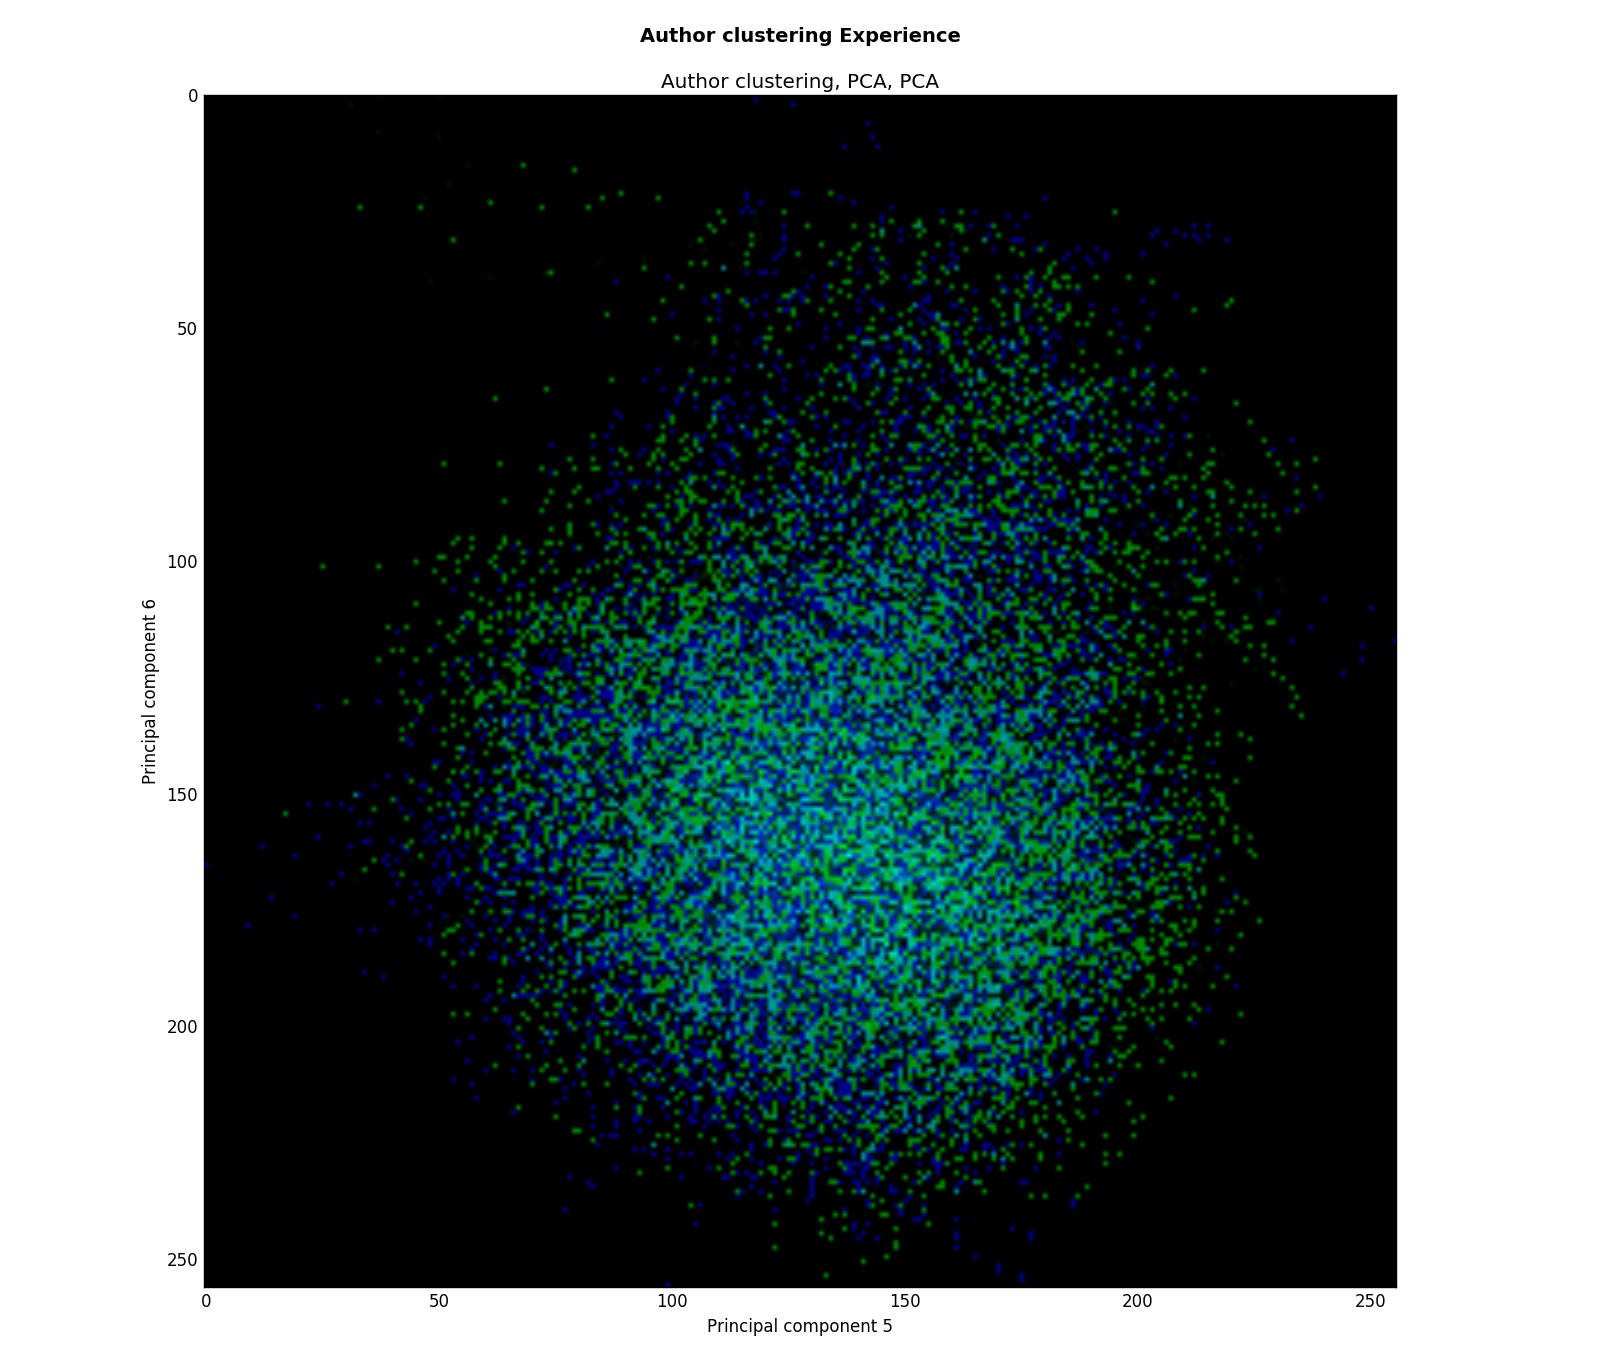 Author clustering Experience
Author clustering, PCA, PCA
0
50
100
150
200
250
Principal component 6
0 50 100 150 200 250
Principal component 5